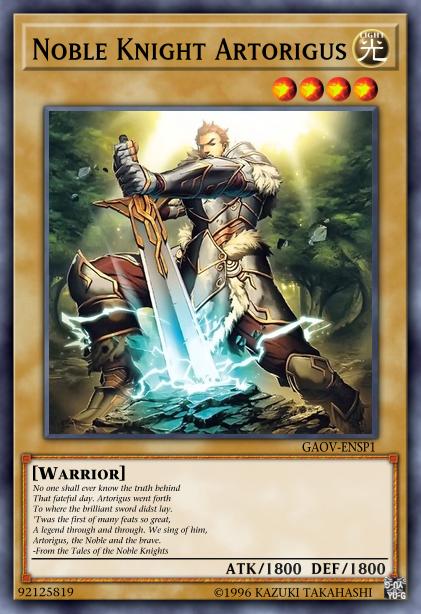 NOBLE KNIGHT ARTORIGUS
LIGHT
光
GAOV-ENSP1
[WARRIOR]
No one shall ever know the truth behind
That fateful day. Artorigus went forth
To where the brilliant sword didst lay.
'Twas the first of many feats so great,
A legend through and through. We sing of him,
Artorigus, the Noble and the brave.
-From the Tales of the Noble Knights
ATK/1800 DEF/1800
92125819
©1996 KAZUKI TAKAHASHI